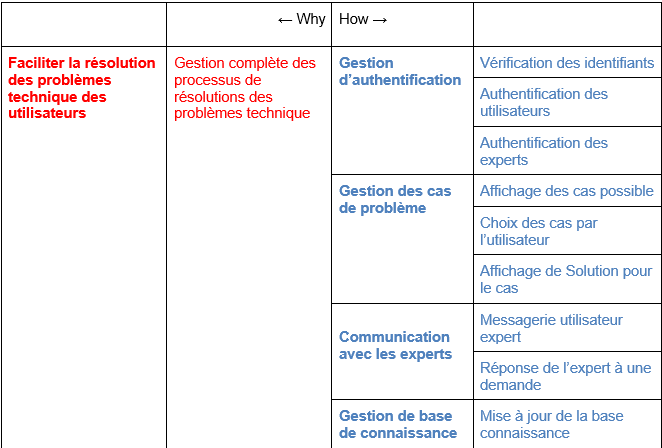 ← Why
How →
Faciliter la résolution
des problèmes
technique des
utilisateurs
Gestion complète des
processus de
résolutions des
problèmes technique
Gestion
d’authentification
Vérification des identifiants
Authentification des
utilisateurs
Authentification des
experts
Gestion des cas
de problème
Affichage des cas possible
Choix des cas par
l’utilisateur
Affichage de Solution pour
le cas
Communication
avec les experts
Messagerie utilisateur
expert
Réponse de l’expert à une
demande
Gestion de base
de connaissance
Mise à jour de la base
connaissance